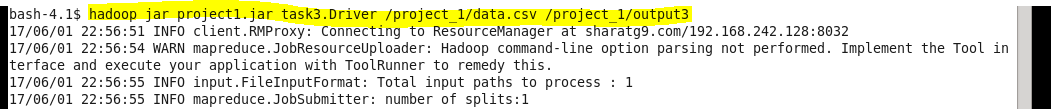 bash-4.1$ hadoop jar project1.jar task3.Driver /project_1/data.csv /project_1/output3
17/06/01 22:56:51 INFO client.RMProxy: Connecting to ResourceManager at sharatg9.com/192.168.242.128:8032
17/06/01 22:56:54 WARN mapreduce.JobResourceUploader: Hadoop command-line option parsing not performed. Implement the Tool in
terface and execute your application with ToolRunner to remedy this.
17/06/01 22:56:55 INFO input.FileInputFormat: Total input paths to process : 1
17/06/01 22:56:55 INFO mapreduce.JobSubmitter: number of splits:1